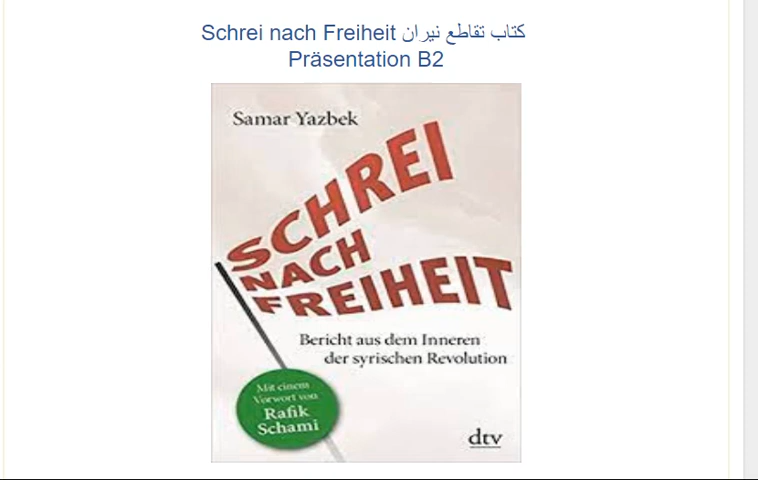 Schrei nach Freiheit كتاب تقاطع نيران
Präsentation B2
Samar Yazbek
SCHREI
NACH
FREIHEIT
Bericht aus dem Inneren
der syrischen Revolution
Mit einem
Vorwort von
Rafik
Schami
dtv